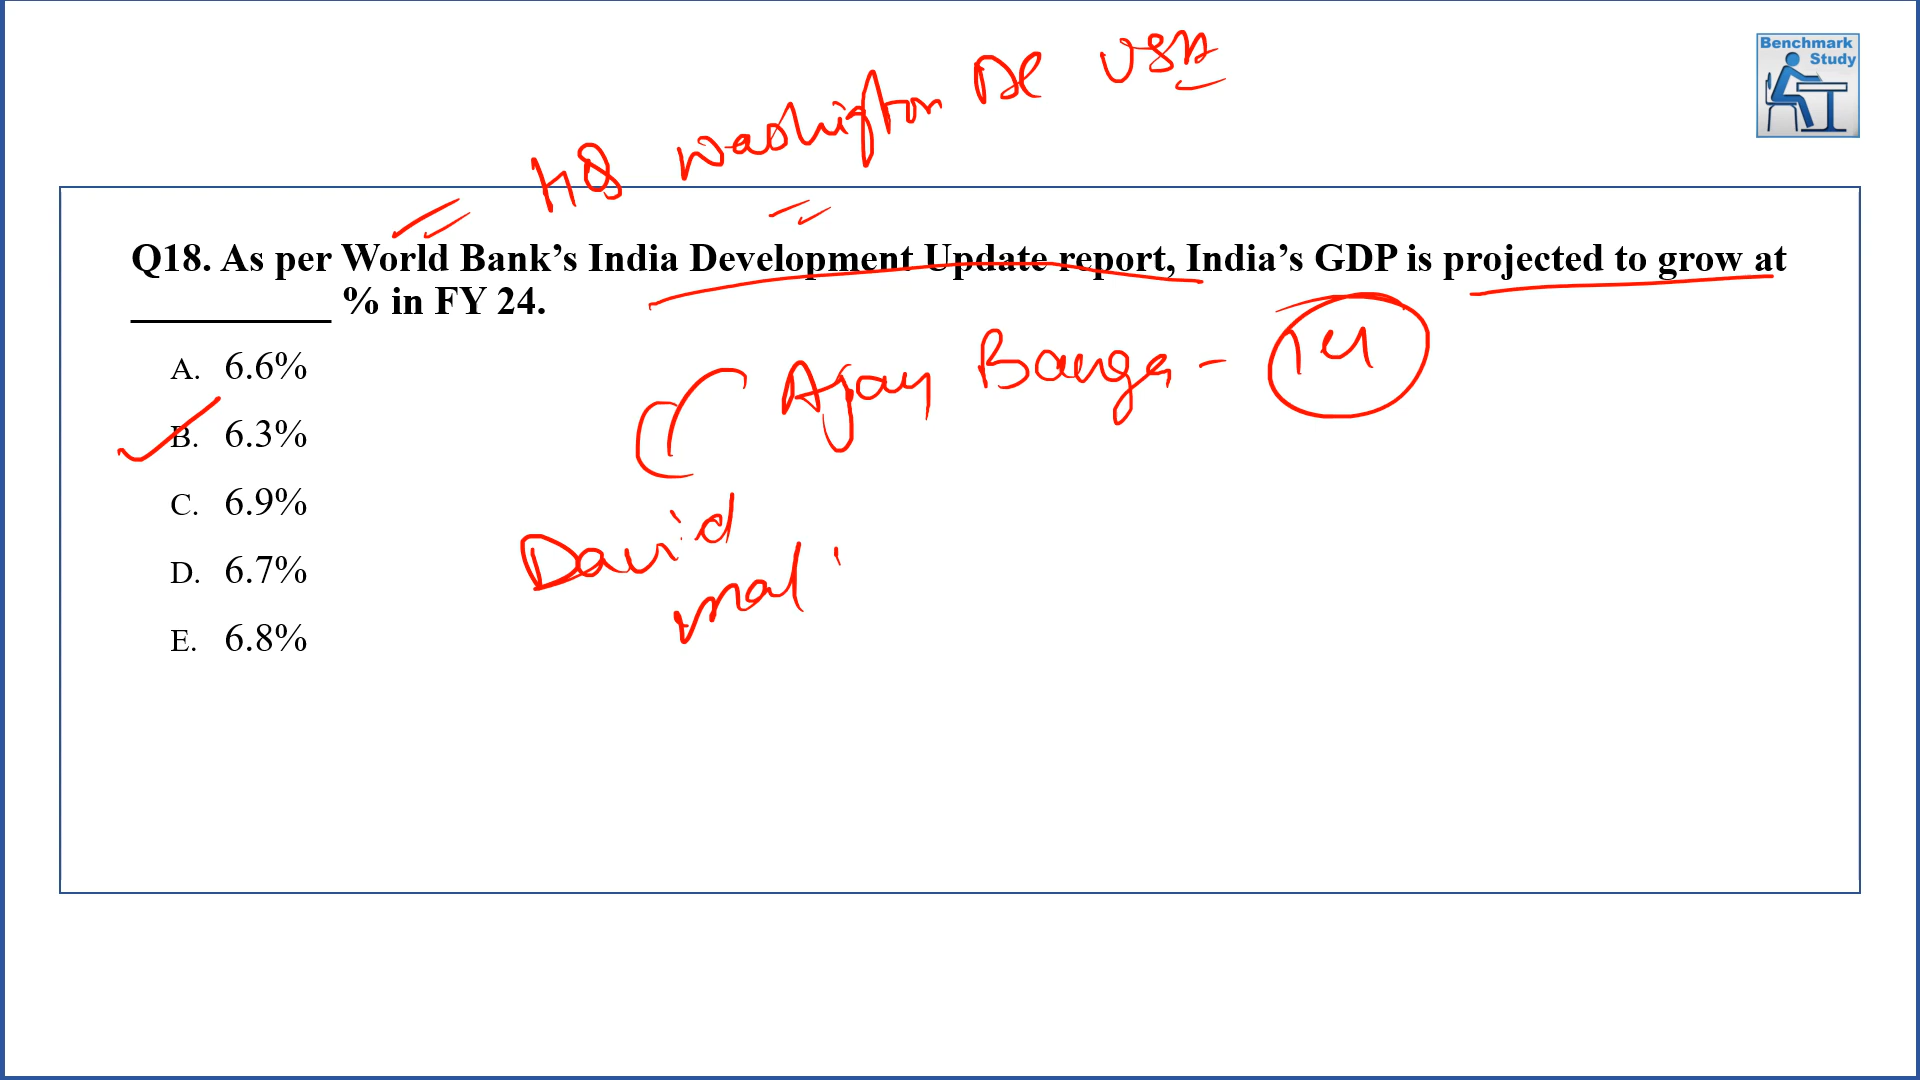 Benchmark
Study
HQ Washington DC USA
Q18. As per World Bank’s India Development Update report, India’s GDP is projected to grow at
__________ % in FY 24.
A. 6.6%
B. 6.3%
C. 6.9%
D. 6.7%
E. 6.8%
Ajay Banga - 14
David
mal